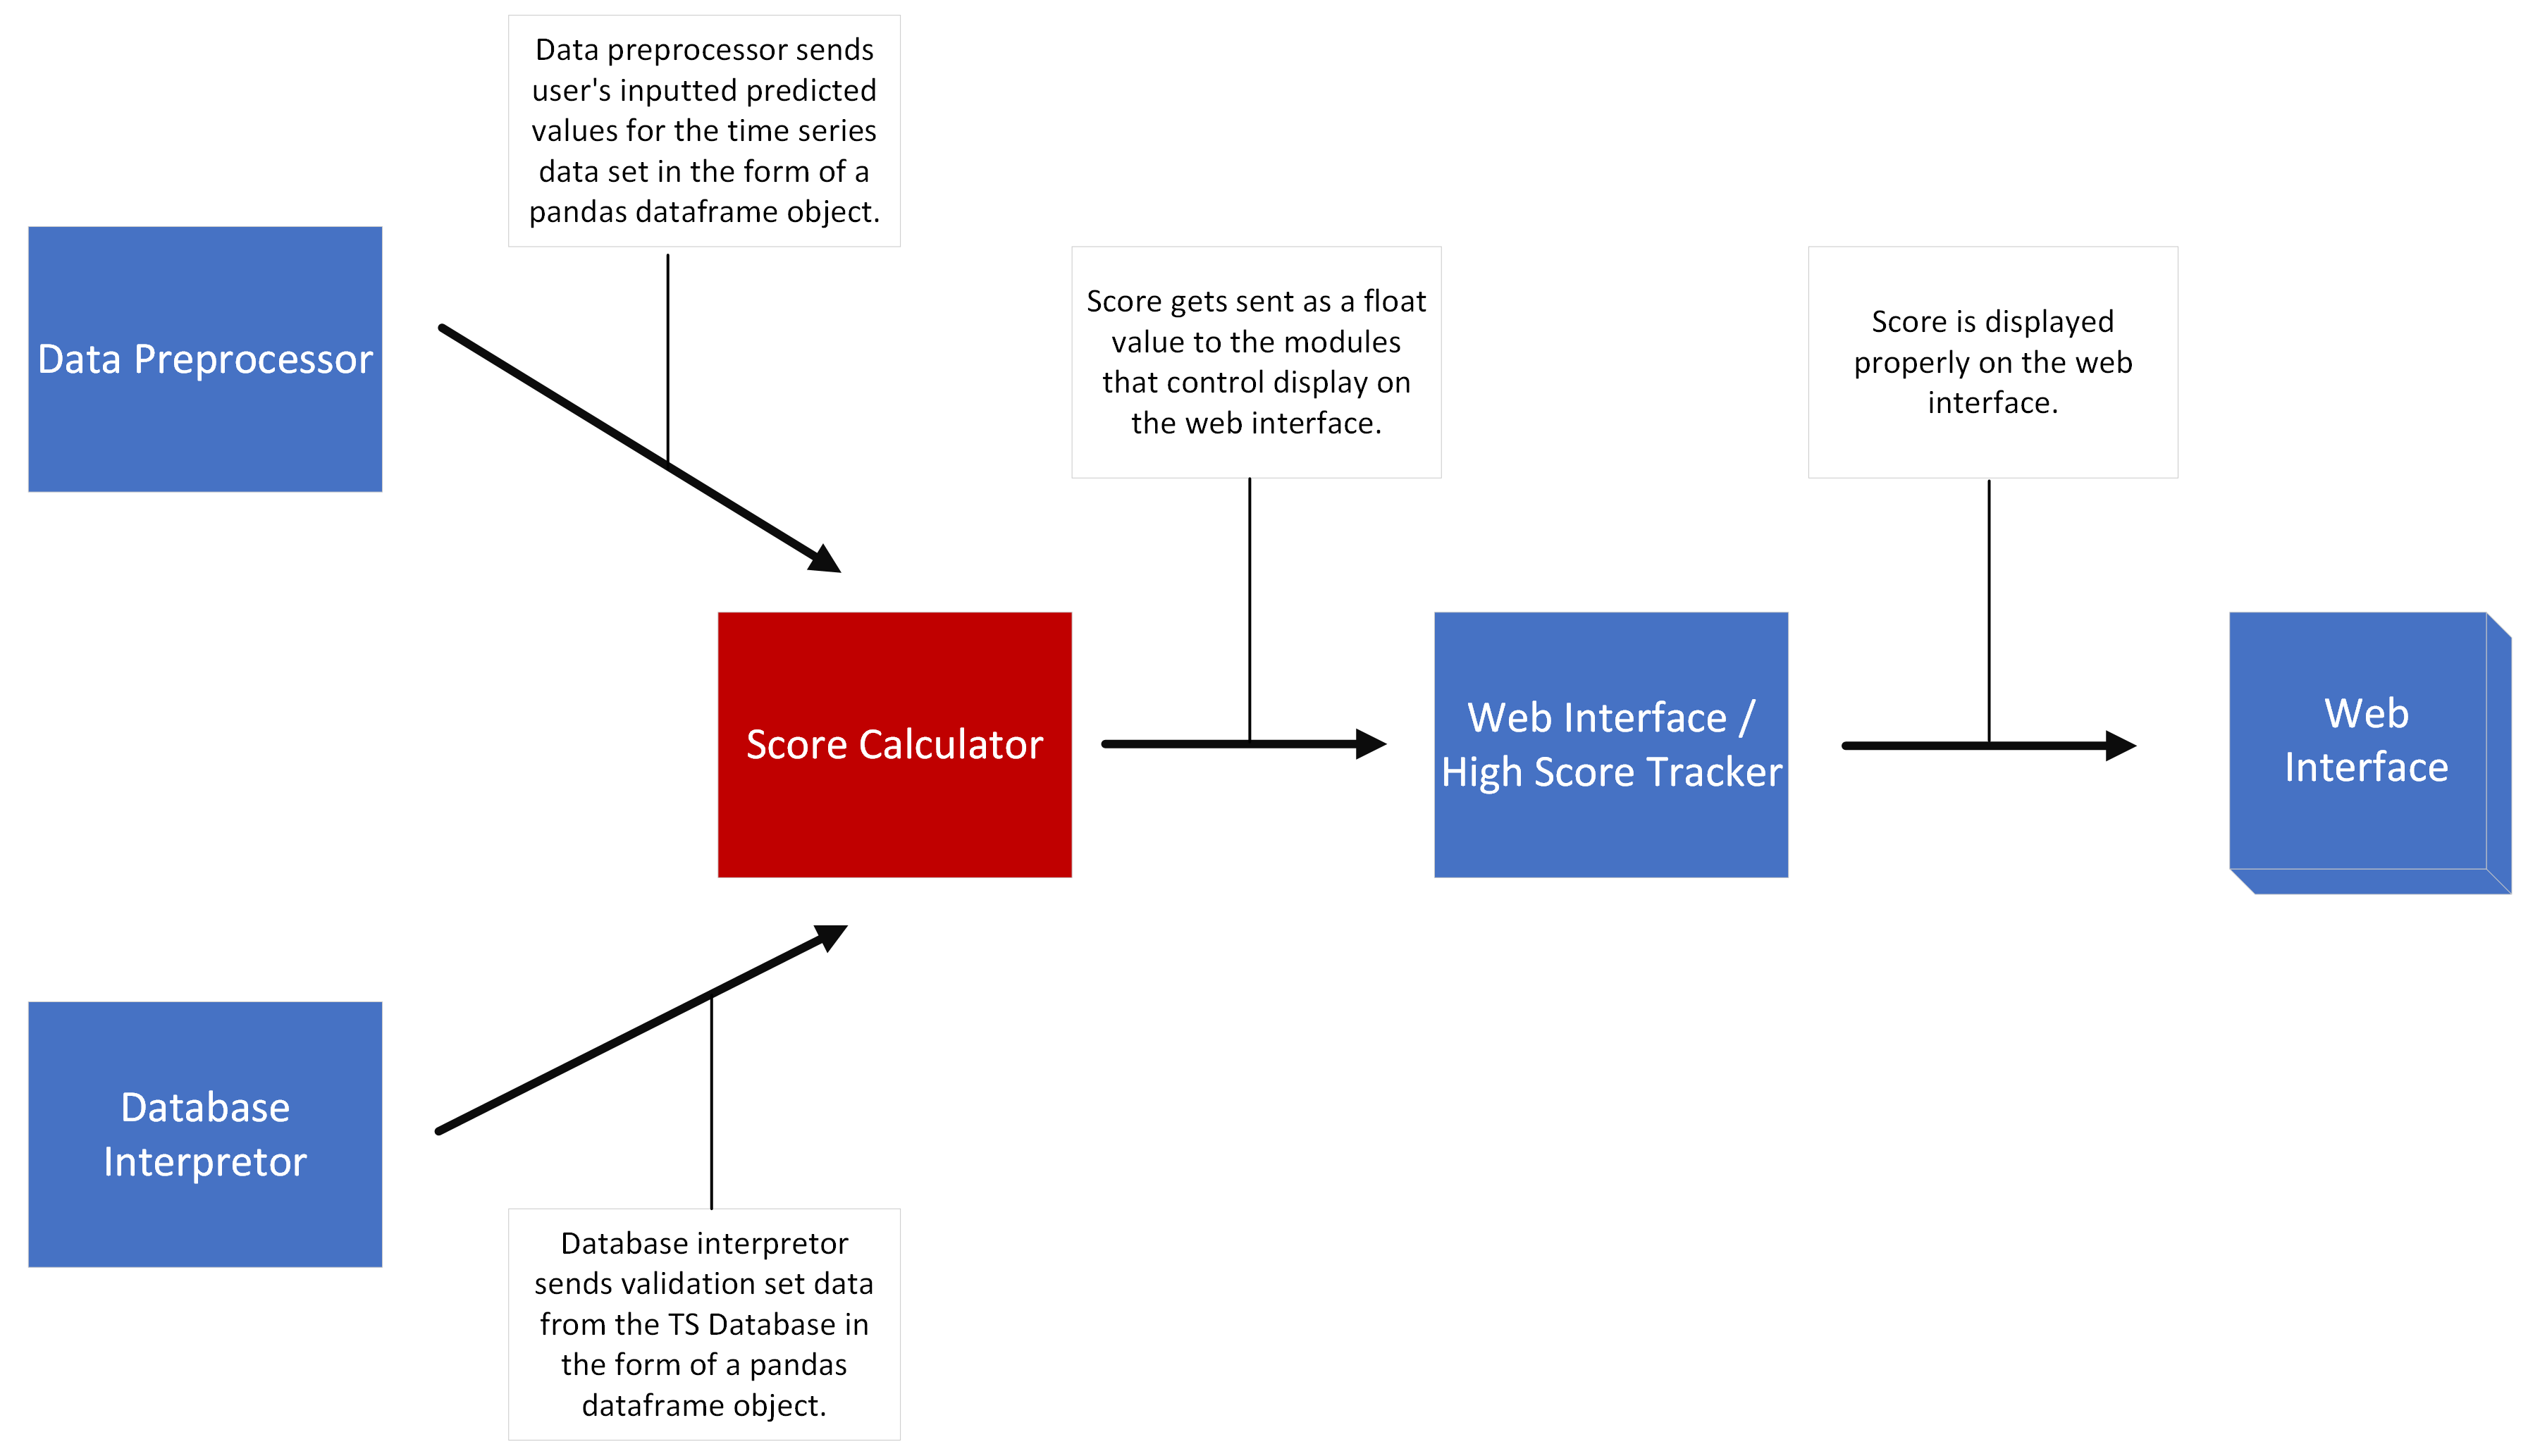 Data preprocessor sends
user's inputted predicted
values for the time series
data set in the form of a
pandas dataframe object.
Data Preprocessor
Score gets sent as a float
value to the modules
that control display on
the web interface.
Score is displayed
properly on the web
interface.
Score Calculator
Web Interface /
High Score Tracker
Web
Interface
Database
Interpretor
Database interpretor
sends validation set data
from the TS Database in
the form of a pandas
dataframe object.